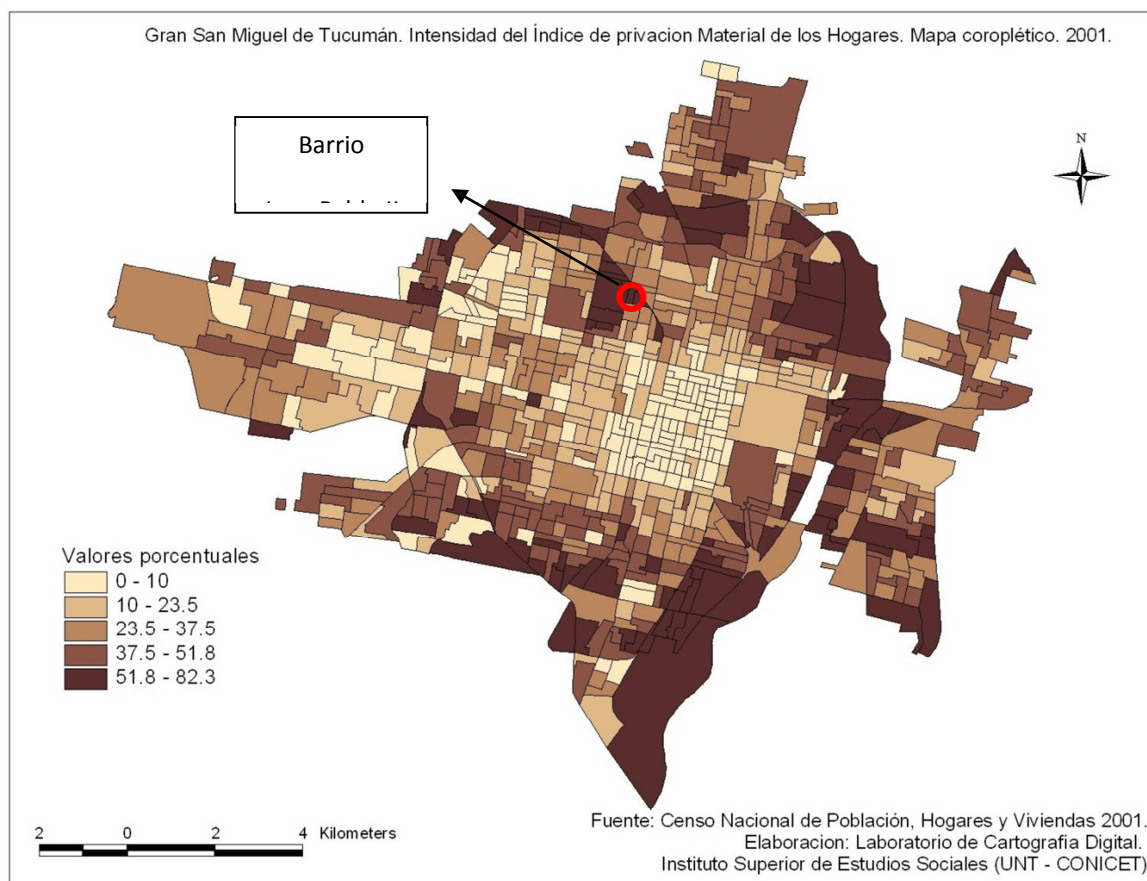 Gran San Miguel de Tucumán. Intensidad del Índice de privacion Material de los Hogares. Mapa coroplético. 2001.
Barrio
N
Valores porcentuales
0 - 10
10 - 23.5
23.5 - 37.5
37.5 - 51.8
51.8 - 82.3
2 0 2 4 Kilometers
Fuente: Censo Nacional de Población, Hogares y Viviendas 2001.
Elaboracion: Laboratorio de Cartografía Digital.
Instituto Superior de Estudios Sociales (UNT - CONICET)